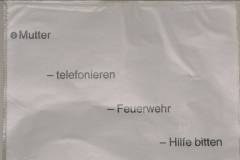 Mutter
– telefonieren
– Feuerwehr
– Hilfe bitten